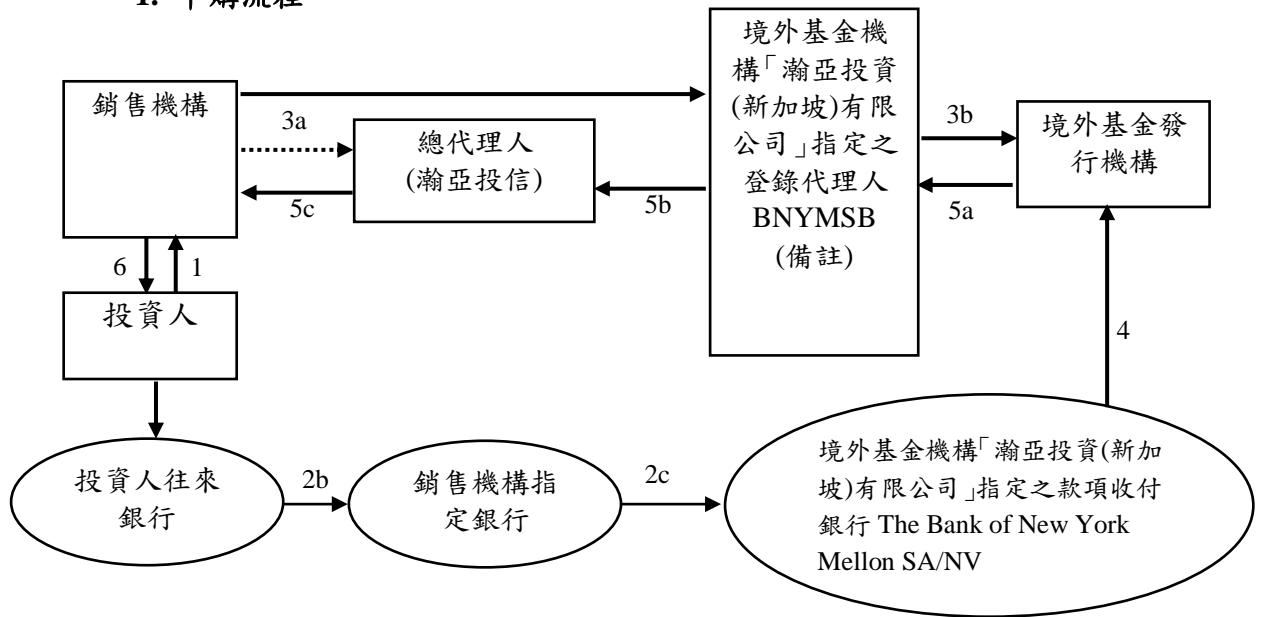 1. 申購流程
銷售機構
3a
總代理人
(瀚亞投信)
5c
5b
境外基金機
構「瀚亞投資
(新加坡)有限
公司」指定之
登錄代理人
BNYMSB
(備註)
3b
5a
境外基金發
行機構
6
1
投資人
4
投資人往來
銀行
2b
銷售機構指
定銀行
2c
境外基金機構「瀚亞投資(新加
坡)有限公司」指定之款項收付
銀行 The Bank of New York
Mellon SA/NV